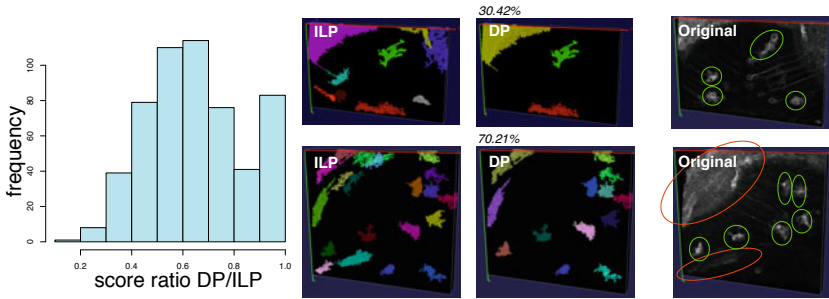 frequency
100
80
60
40
20
0
0.2 0.4 0.6 0.8 1.0
score ratio DP/ILP
30.42%
ILP DP Original
70.21%
ILP DP Original